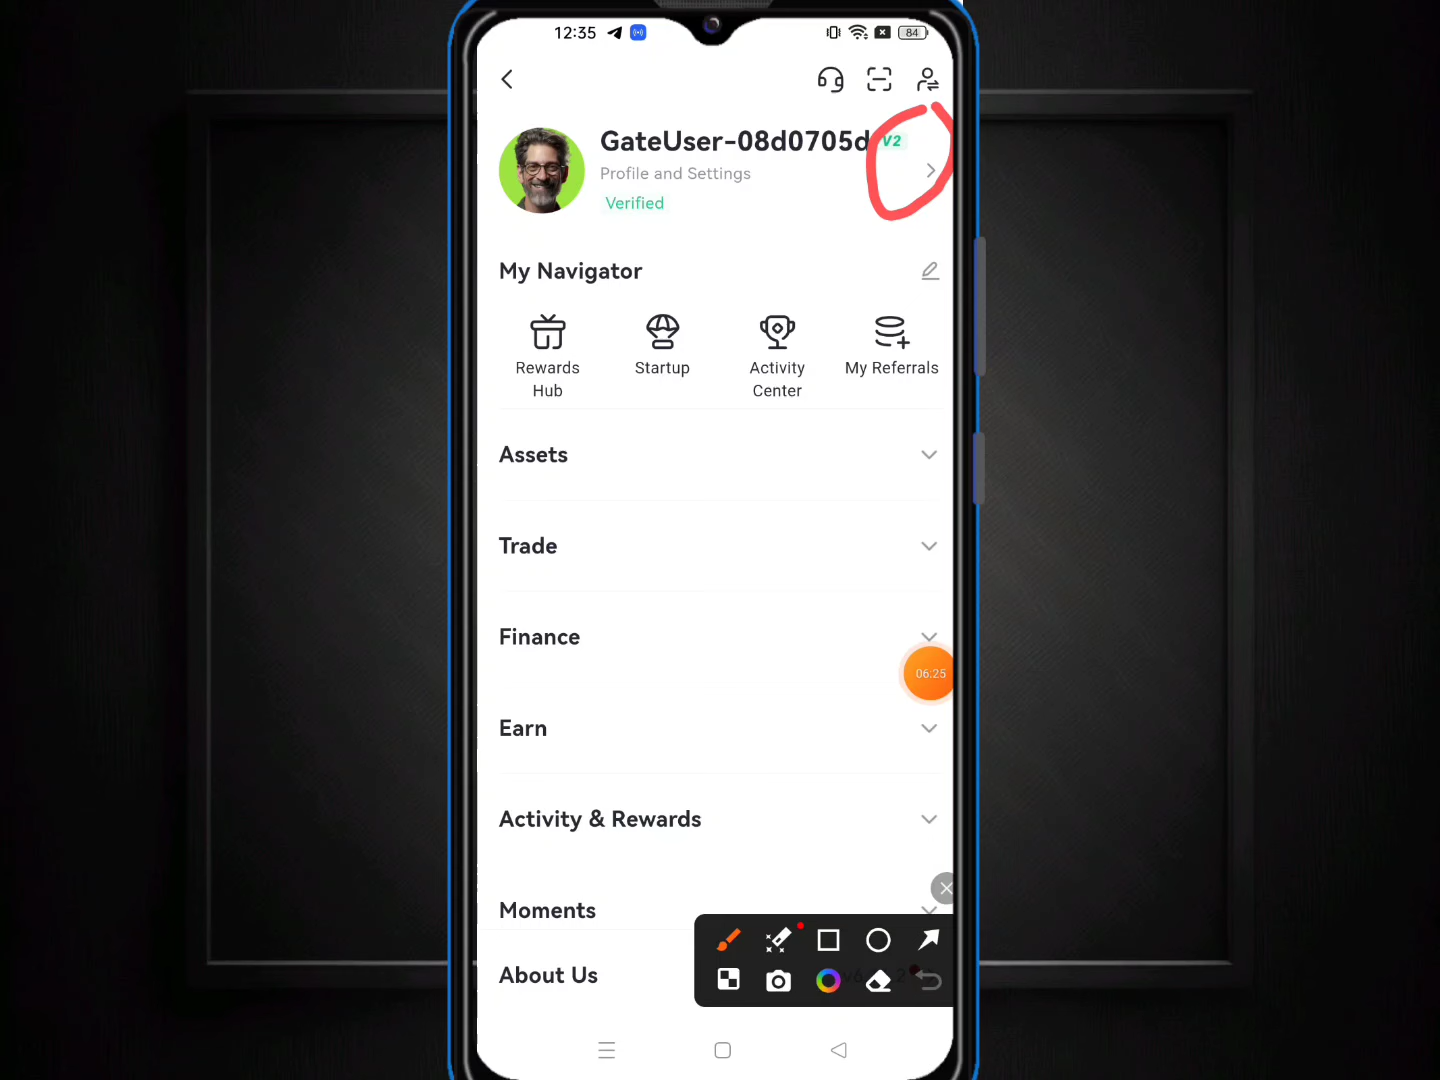 12:35
84
GateUser-08d0705d V2
Profile and Settings
Verified
My Navigator
Rewards Hub
Startup
Activity Center
My Referrals
Assets
Trade
Finance
06:25
Earn
Activity & Rewards
Moments
About Us